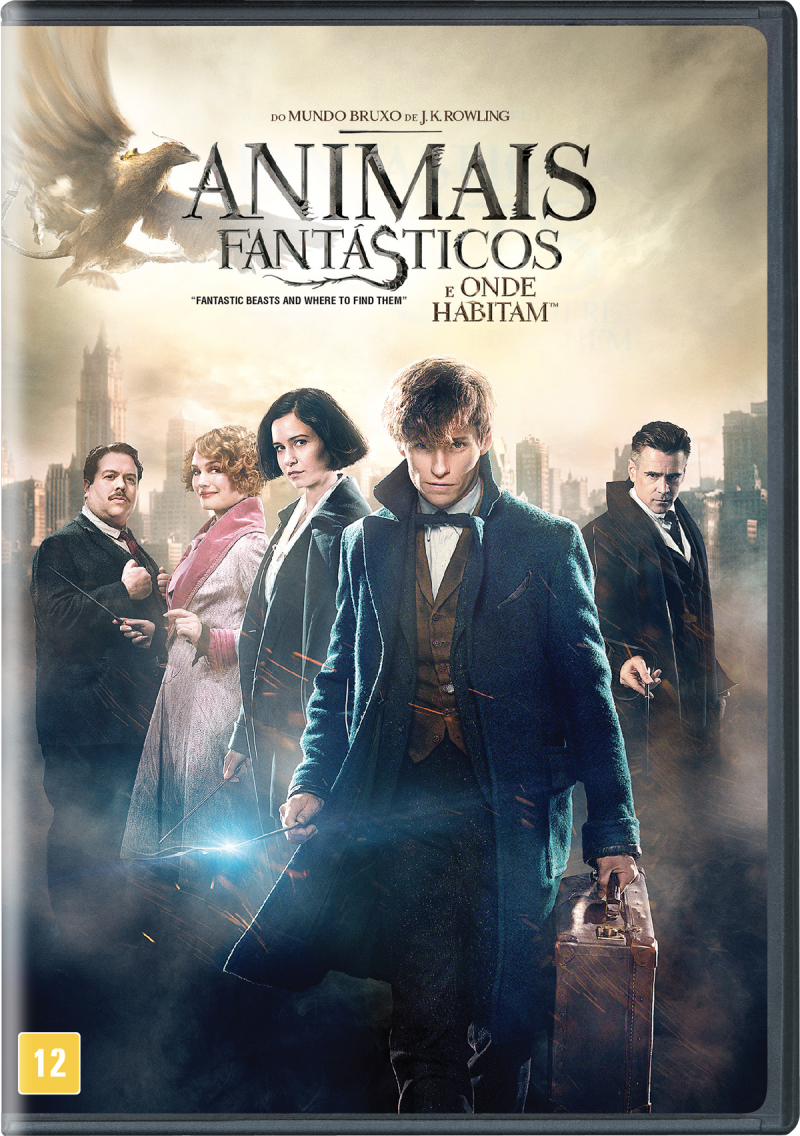 DO MUNDO BRUXO DE J.K. ROWLING
ANIMAIS
FANTÁSTICOS
"FANTASTIC BEASTS AND WHERE TO FIND THEM"
E ONDE
HABITAM™
12